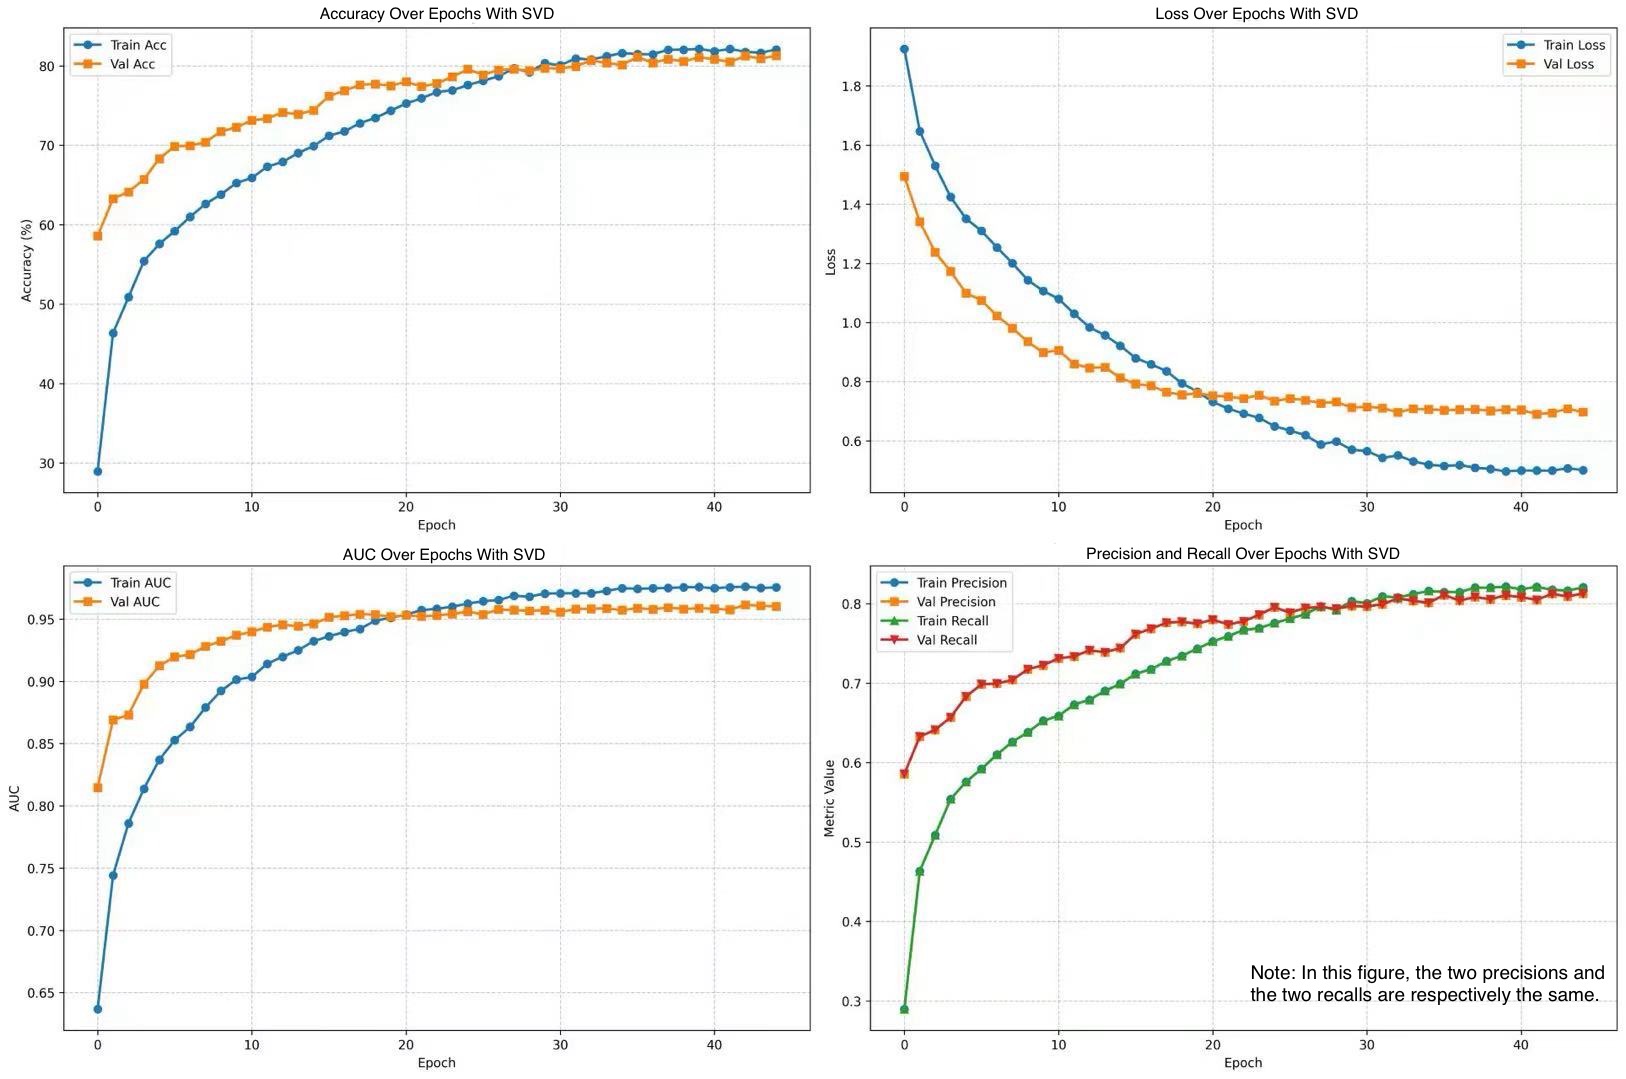 Accuracy Over Epochs With SVD
Train Acc
Val Acc
80
70
60
50
40
30
Accuracy (%)
0
10
20
30
40
Epoch
Loss Over Epochs With SVD
Train Loss
Val Loss
1.8
1.6
1.4
1.2
1.0
0.8
0.6
Loss
0
10
20
30
40
Epoch
AUC Over Epochs With SVD
Train AUC
Val AUC
0.95
0.90
0.85
0.80
0.75
0.70
0.65
AUC
0
10
20
30
40
Epoch
Precision and Recall Over Epochs With SVD
Train Precision
Val Precision
Train Recall
Val Recall
0.8
0.7
0.6
0.5
0.4
0.3
Metric Value
Note: In this figure, the two precisions and
the two recalls are respectively the same.
0
10
20
30
40
Epoch